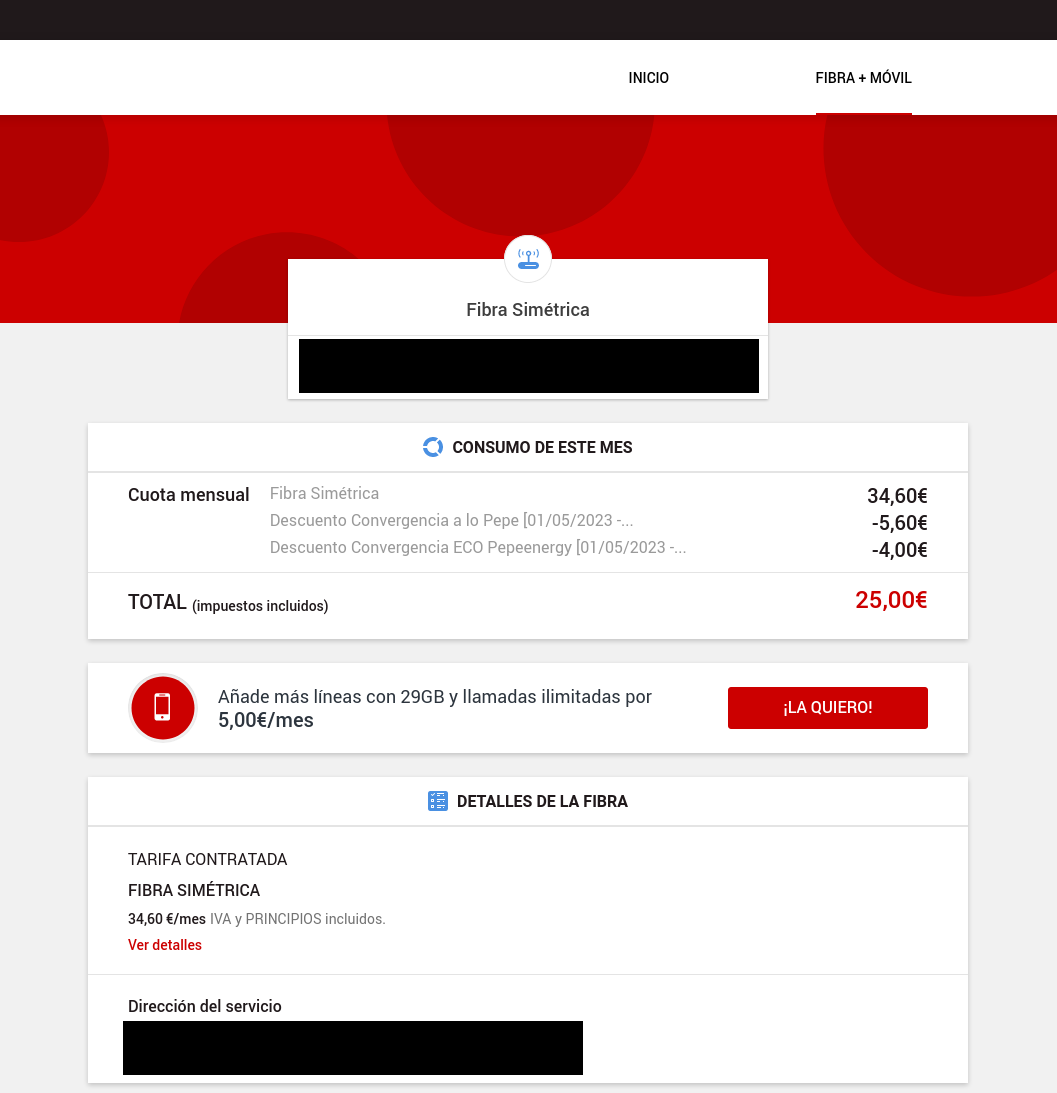 INICIO
FIBRA + MÓVIL
Fibra Simétrica
CONSUMO DE ESTE MES
Cuota mensual Fibra Simétrica 34,60€
Descuento Convergencia a lo Pepe [01/05/2023 -... -5,60€
Descuento Convergencia ECO Pepeenergy [01/05/2023 -... -4,00€
TOTAL (impuestos incluidos) 25,00€
Añade más líneas con 29GB y llamadas ilimitadas por
5,00€/mes
¡LA QUIERO!
DETALLES DE LA FIBRA
TARIFA CONTRATADA
FIBRA SIMÉTRICA
34,60 €/mes IVA y PRINCIPIOS incluidos.
Ver detalles
Dirección del servicio